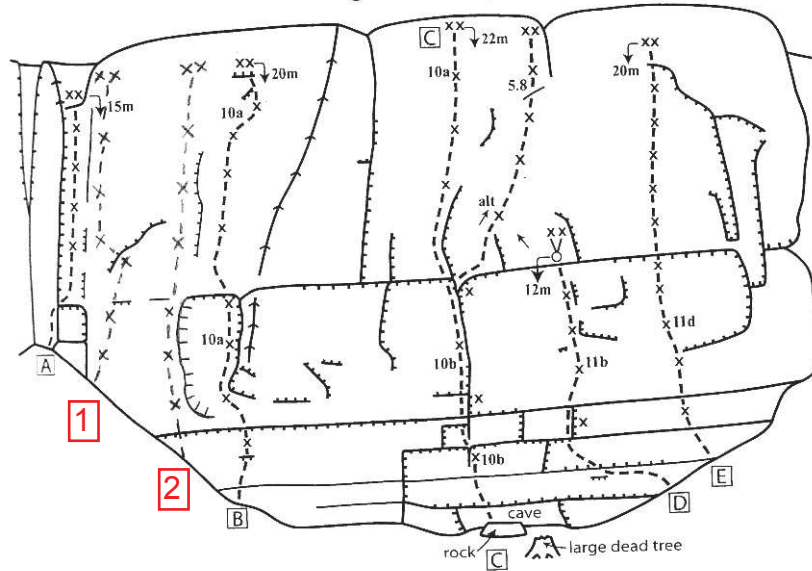 C
22m
10a
20m
20m
15m
10a
5.8
alt
12m
10a
10b
11b
11d
A
1
2
10b
B
E
D
cave
rock
C
large dead tree